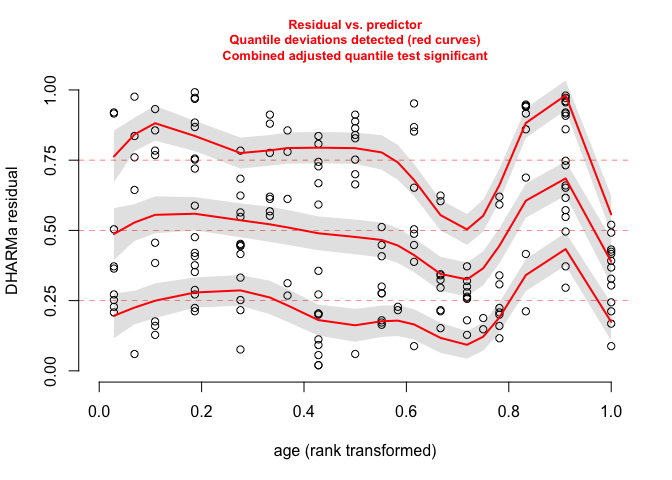 Residual vs. predictor
Quantile deviations detected (red curves)
Combined adjusted quantile test significant
1.00
0.75
0.50
0.25
0.00
DHARMa residual
0.0 0.2 0.4 0.6 0.8 1.0
age (rank transformed)